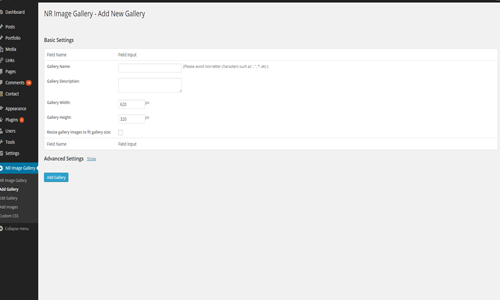 Dashboard
Posts
Portfolio
Media
Links
Pages
Comments
Contact
Appearance
Plugins
Users
Tools
Settings
NR Image Gallery
NR Image Gallery
Add Gallery
Edit Gallery
Add Images
Custom CSS
Collapse menu
NR Image Gallery - Add New Gallery
Basic Settings
Field Name Field Input
Gallery Name: (Please avoid non-letter characters such as
Gallery Description:
Gallery Width: 620 px
Gallery Height: 320 px
Resize gallery images to fit gallery size:
Field Name Field Input
Advanced Settings Show
Add Gallery